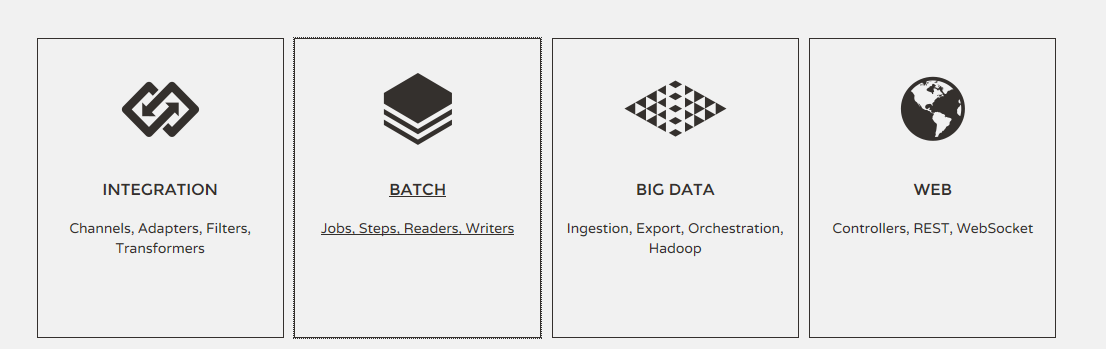 INTEGRATION
Channels, Adapters, Filters,
Transformers
BATCH
Jobs, Steps, Readers, Writers
BIG DATA
Ingestion, Export, Orchestration,
Hadoop
WEB
Controllers, REST, WebSocket